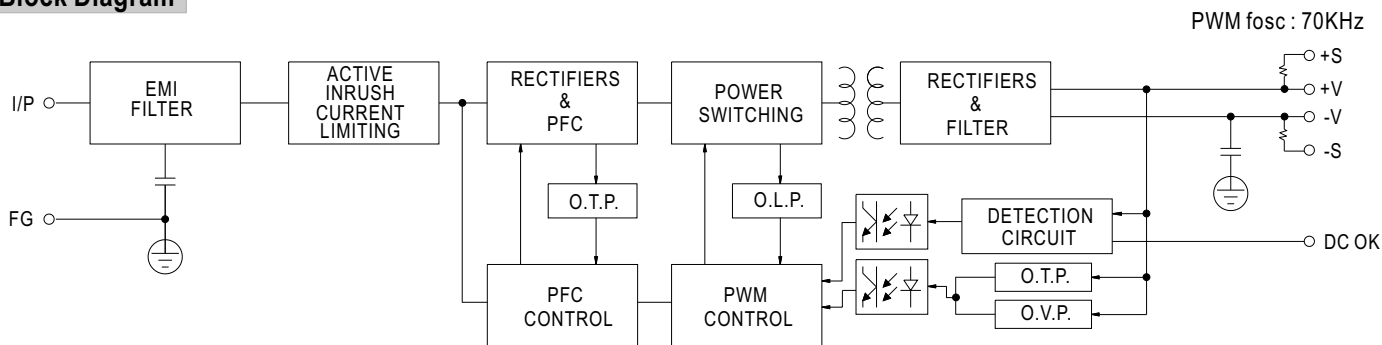 Block Diagram
PWM fosc : 70KHz
I/P
EMI
FILTER
ACTIVE
INRUSH
CURRENT
LIMITING
RECTIFIERS
&
PFC
POWER
SWITCHING
RECTIFIERS
&
FILTER
+S
+V
-V
-S
FG
O.T.P.
O.L.P.
DETECTION
CIRCUIT
DC OK
PFC
CONTROL
PWM
CONTROL
O.T.P.
O.V.P.